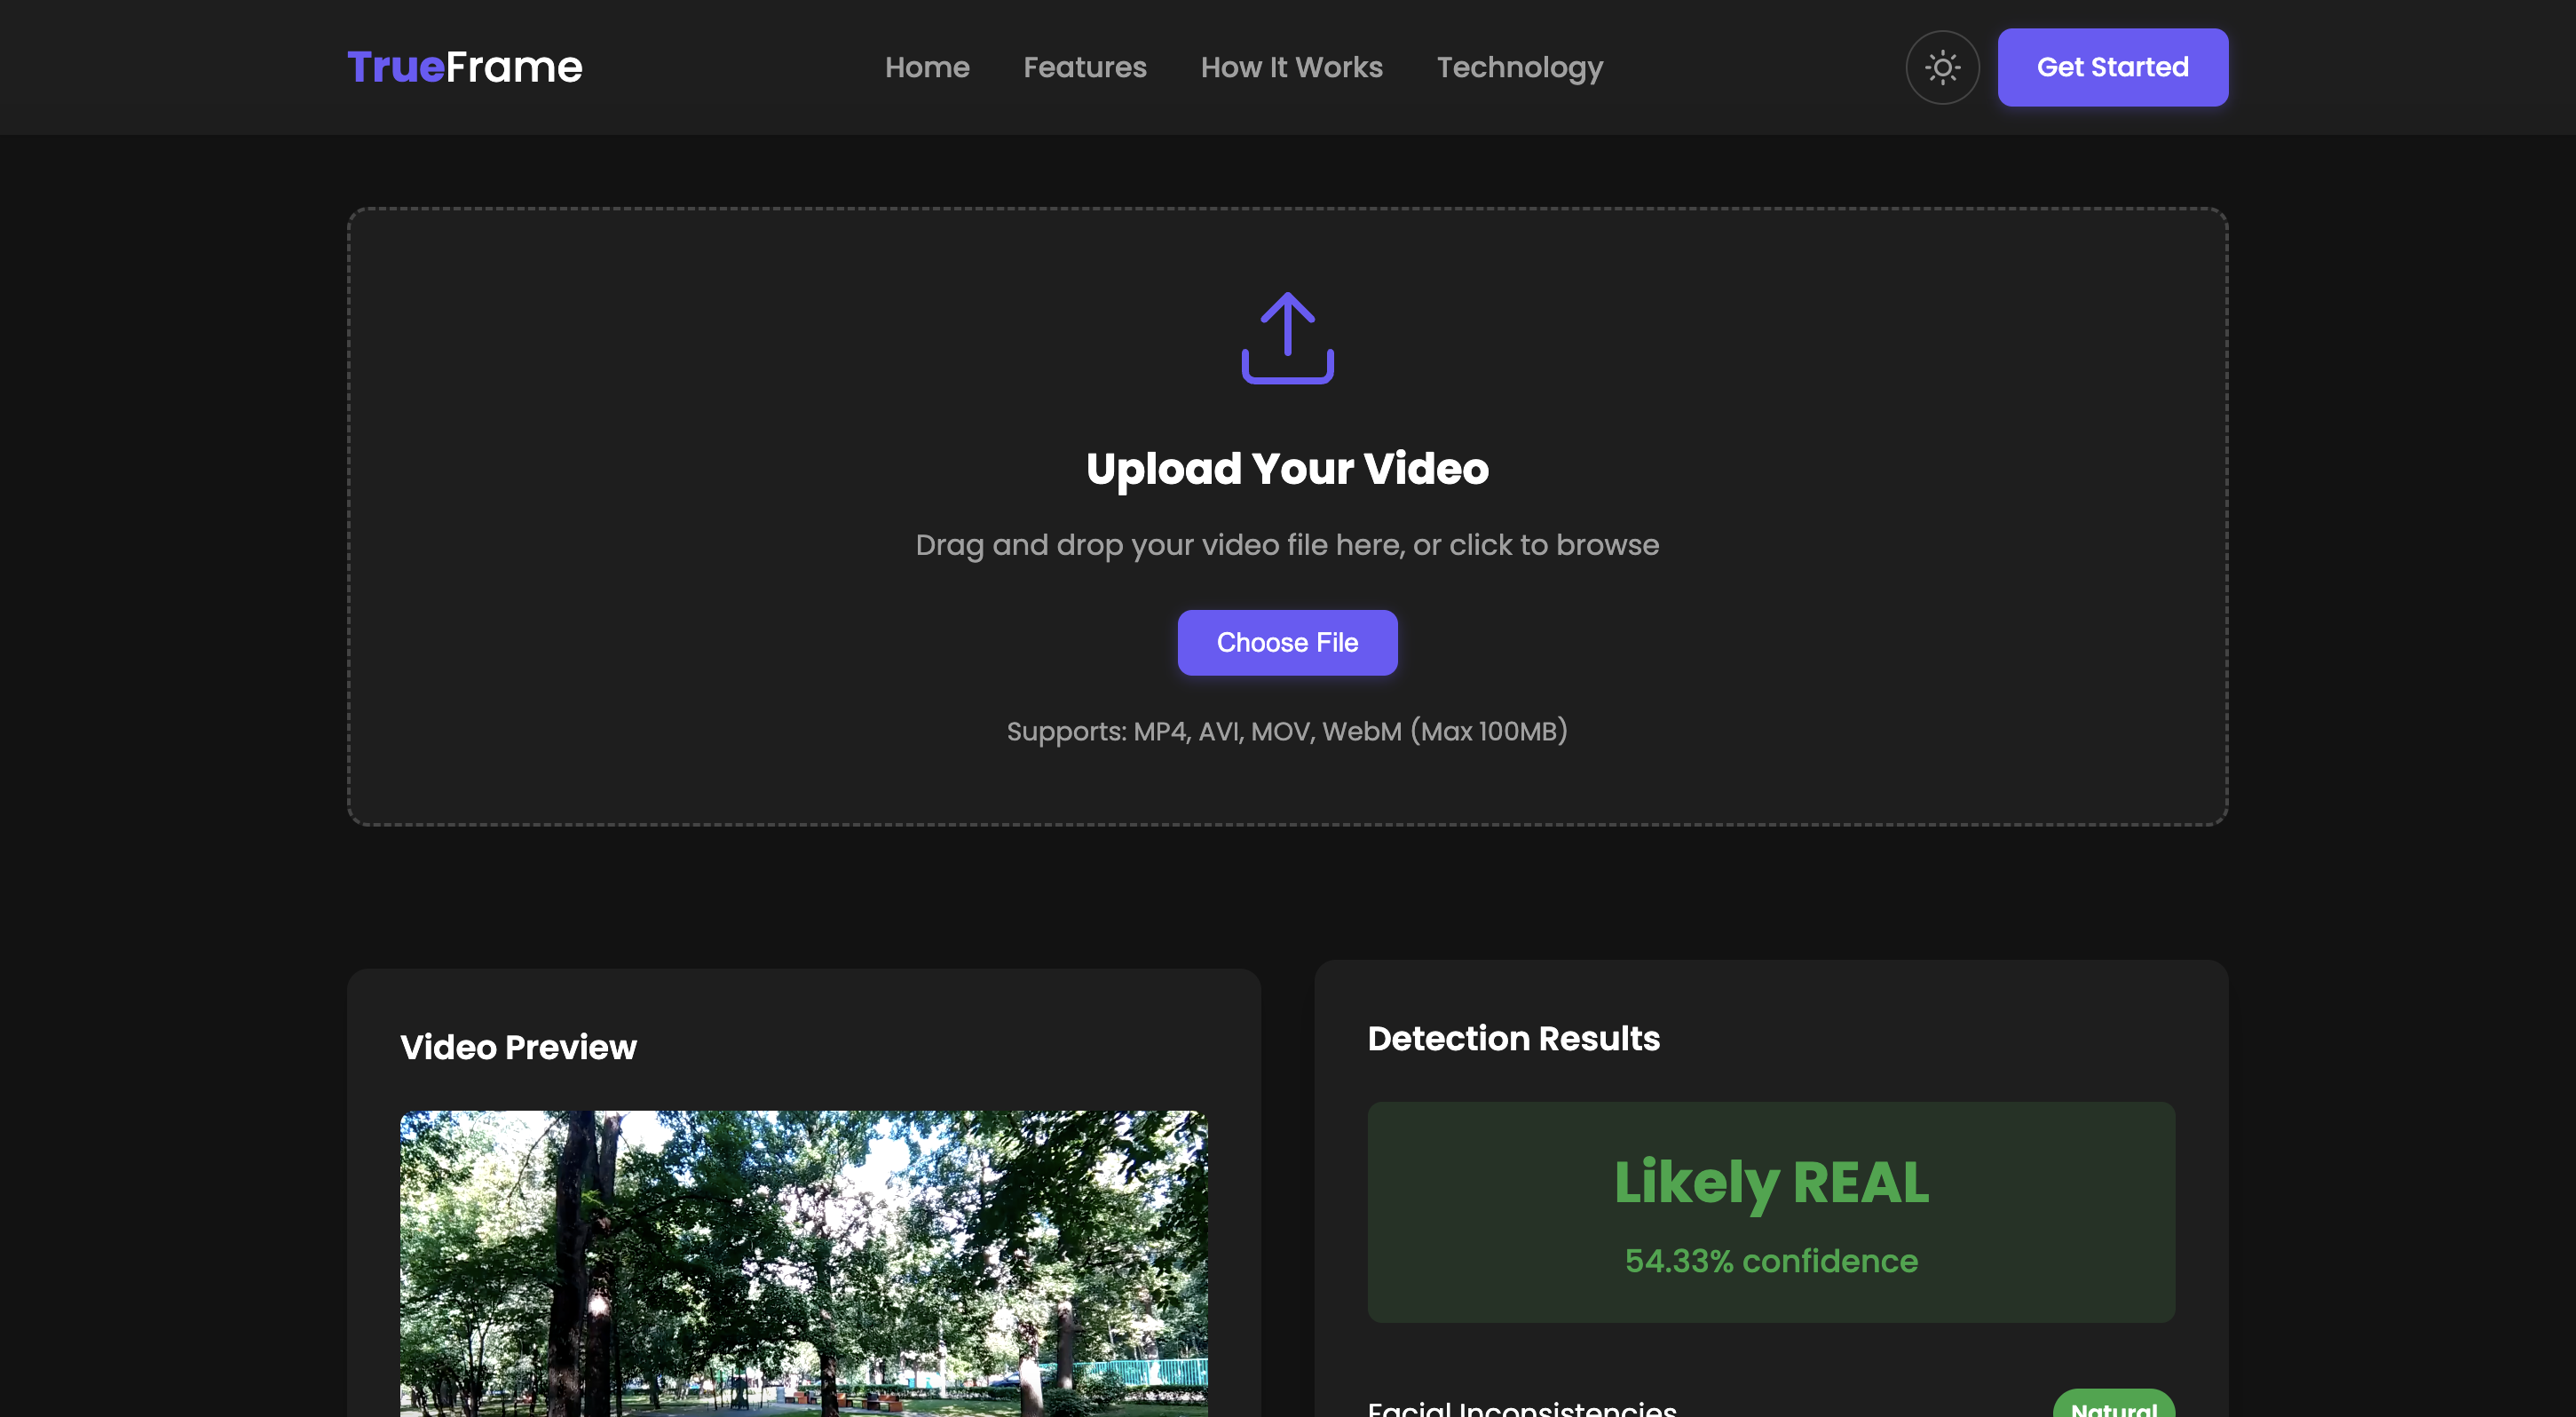 TrueFrame
Home
Features
How It Works
Technology
Get Started
Upload Your Video
Drag and drop your video file here, or click to browse
Choose File
Supports: MP4, AVI, MOV, WebM (Max 100MB)
Video Preview
Detection Results
Likely REAL
54.33% confidence
Facial Inconsistencies
Natural